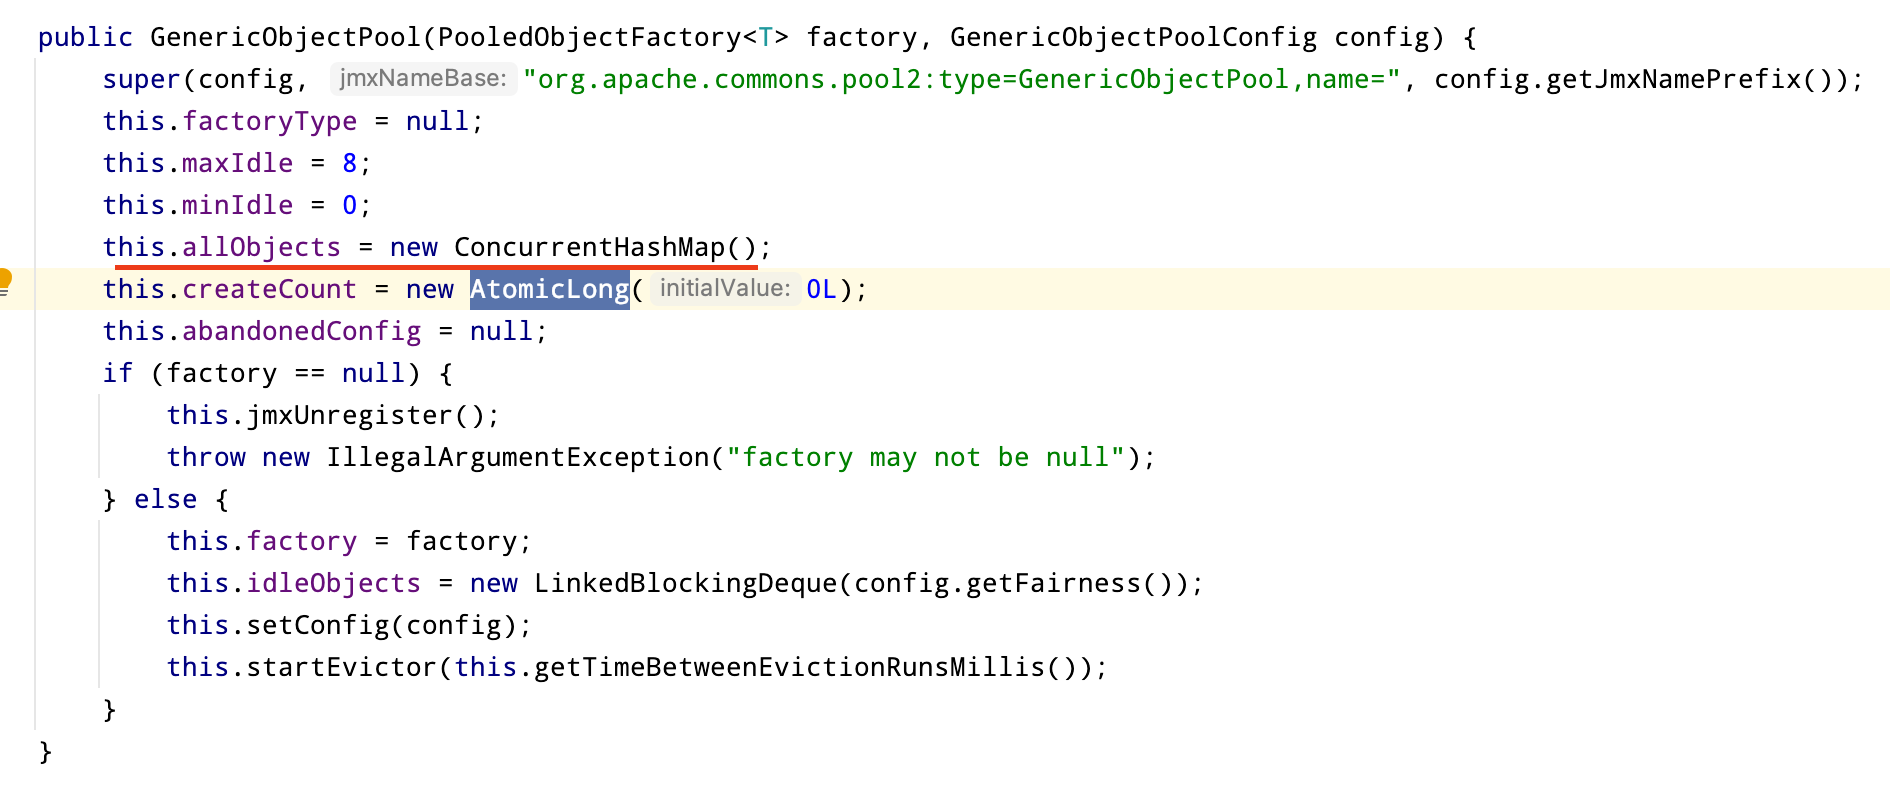 public GenericObjectPool(PooledObjectFactory<T> factory, GenericObjectPoolConfig config) {
    super(config, jmxNameBase: "org.apache.commons.pool2:type=GenericObjectPool,name=", config.getJmxNamePrefix());
    this.factoryType = null;
    this.maxIdle = 8;
    this.minIdle = 0;
    this.allObjects = new ConcurrentHashMap();
    this.createCount = new AtomicLong( initialValue: 0L);
    this.abandonedConfig = null;
    if (factory == null) {
        this.jmxUnregister();
        throw new IllegalArgumentException("factory may not be null");
    } else {
        this.factory = factory;
        this.idleObjects = new LinkedBlockingDeque(config.getFairness());
        this.setConfig(config);
        this.startEvictor(this.getTimeBetweenEvictionRunsMillis());
    }
}